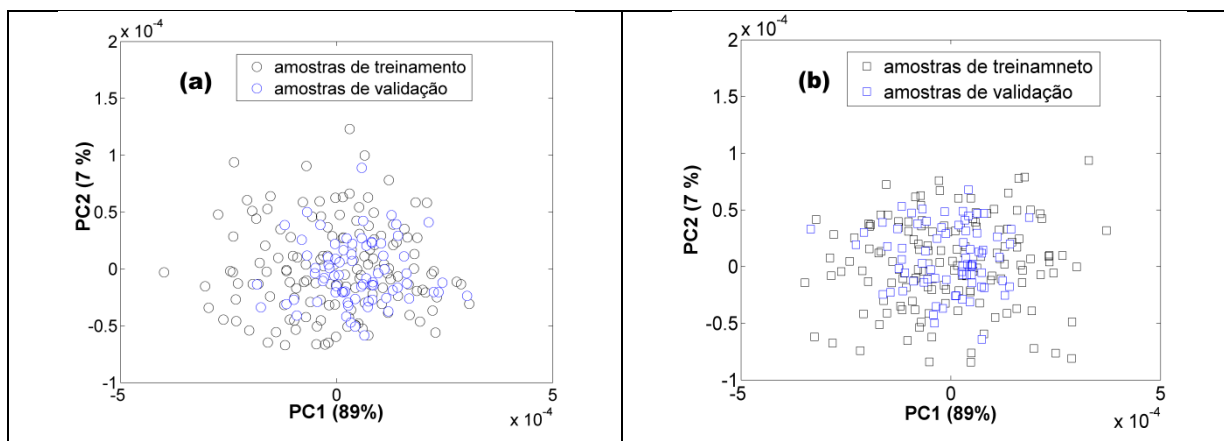 x 10-4
2
(a)
amostras de treinamento
amostras de validação
1.5
1
0.5
0
-0.5
-1
PC2 (7 %)
-5
0
5
PC1 (89%)
x 10-4
x 10-4
2
(b)
amostras de treinamneto
amostras de validação
1.5
1
0.5
0
-0.5
-1
PC2 (7 %)
-5
0
5
PC1 (89%)
x 10-4